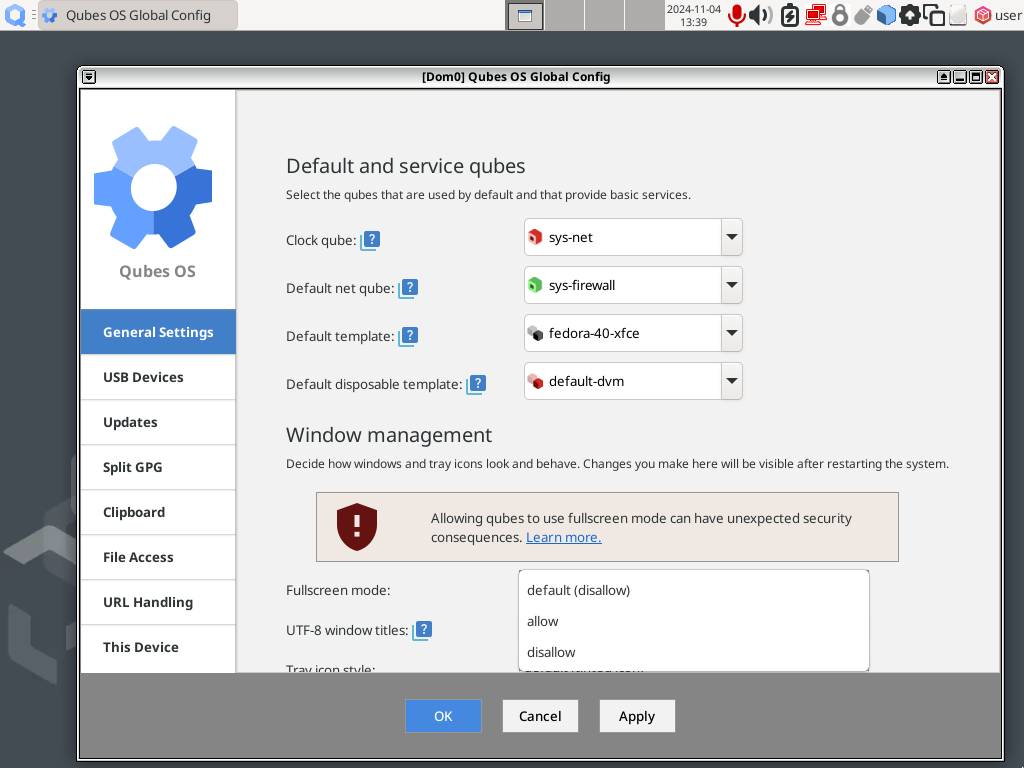 Qubes OS Global Config
2024-11-04
13:39
user
[Dom0] Qubes OS Global Config
Qubes OS
General Settings
USB Devices
Updates
Split GPG
Clipboard
File Access
URL Handling
This Device
Default and service qubes
Select the qubes that are used by default and that provide basic services.
Clock qube: ?
sys-net
Default net qube: ?
sys-firewall
Default template: ?
fedora-40-xfce
Default disposable template: ?
default-dvm
Window management
Decide how windows and tray icons look and behave. Changes you make here will be visible after restarting the system.
Allowing qubes to use fullscreen mode can have unexpected security
consequences. Learn more.
Fullscreen mode:
default (disallow)
allow
disallow
UTF-8 window titles: ?
Tray icon style:
OK
Cancel
Apply